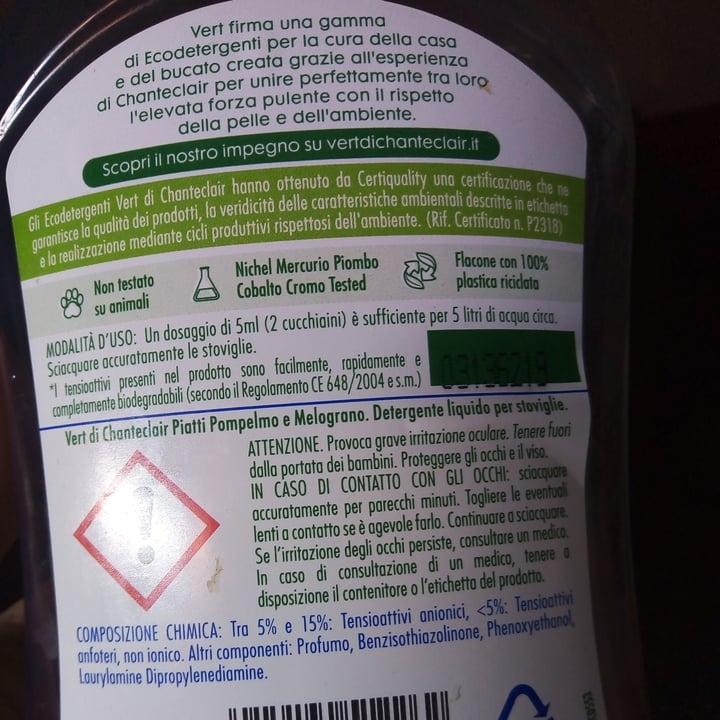 Vert firma una gamma
di Ecodetergenti per la cura della casa
e del bucato creata grazie all'esperienza
di Chanteclair per unire perfettamente tra loro
l'elevata forza pulente con il rispetto
della pelle e dell'ambiente.
Scopri il nostro impegno su vertdichanteclair.it
Gli Ecodetergenti Vert di Chanteclair hanno ottenuto da Certiquality una certificazione che ne
garantisce la qualità dei prodotti, la veridicità delle caratteristiche ambientali descritte in etichetta
e la realizzazione mediante cicli produttivi rispettosi dell'ambiente. (Rif. Certificato n. P2318)
Non testato
su animali
Nichel Mercurio Piombo
Cobalto Cromo Tested
Flacone con 100%
plastica riciclata
MODALITÀ D'USO: Un dosaggio di 5ml (2 cucchiaini) è sufficiente per 5 litri di acqua circa.
Sciacquare accuratamente le stoviglie.
*I tensioattivi presenti nel prodotto sono facilmente, rapidamente e
completamente biodegradabili (secondo il Regolamento CE 648/2004 e s.m.)
Vert di Chanteclair Piatti Pompelmo e Melograno. Detergente liquido per stoviglie.
ATTENZIONE. Provoca grave irritazione oculare. Tenere fuori
dalla portata dei bambini. Proteggere gli occhi e il viso.
IN CASO DI CONTATTO CON GLI OCCHI: sciacquare
accuratamente per parecchi minuti. Togliere le eventuali
lenti a contatto se è agevole farlo. Continuare a sciacquare.
Se l'irritazione degli occhi persiste, consultare un medico.
In caso di consultazione di un medico, tenere a
disposizione il contenitore o l'etichetta del prodotto.
COMPOSIZIONE CHIMICA: Tra 5% e 15%: Tensioattivi anionici, <5%: Tensioattivi
anfoteri, non ionico. Altri componenti: Profumo, Benzisothiazolinone, Phenoxyethanol,
Laurylamine Dipropylenediamine.